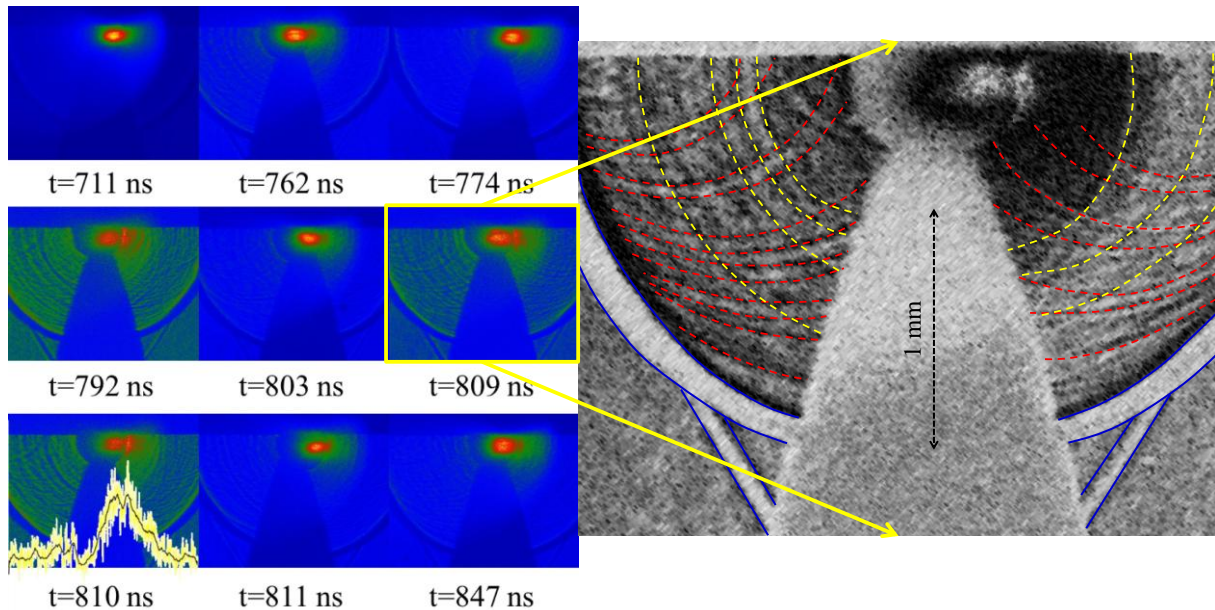 t=711 ns
t=762 ns
t=774 ns
t=792 ns
t=803 ns
t=809 ns
1 mm
t=810 ns
t=811 ns
t=847 ns